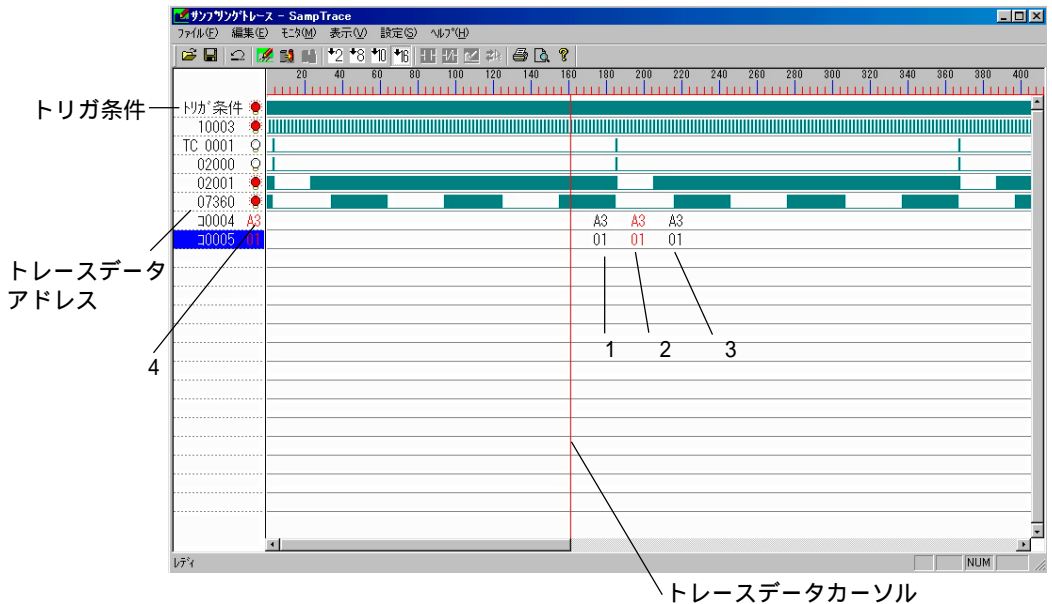 ｻﾝﾌﾟﾘﾝｸﾞﾄﾚｰｽ - SampTrace
ﾌｧｲﾙ(F) 編集(E) ﾓﾆﾀ(M) 表示(V) 設定(S) ﾍﾙﾌﾟ(H)
2 8 10 16
20 40 60 80 100 120 140 160 180 200 220 240 260 280 300 320 340 360 380 400
トリガ条件
ﾄﾘｶﾞ条件
10003
TC 0001
02000
02001
07360
ｺ0004 A3 A3 A3 A3
ｺ0005 01 01 01 01
トレースデータ
アドレス
1 2 3
4
ﾚﾃﾞｨ NUM
トレースデータカーソル